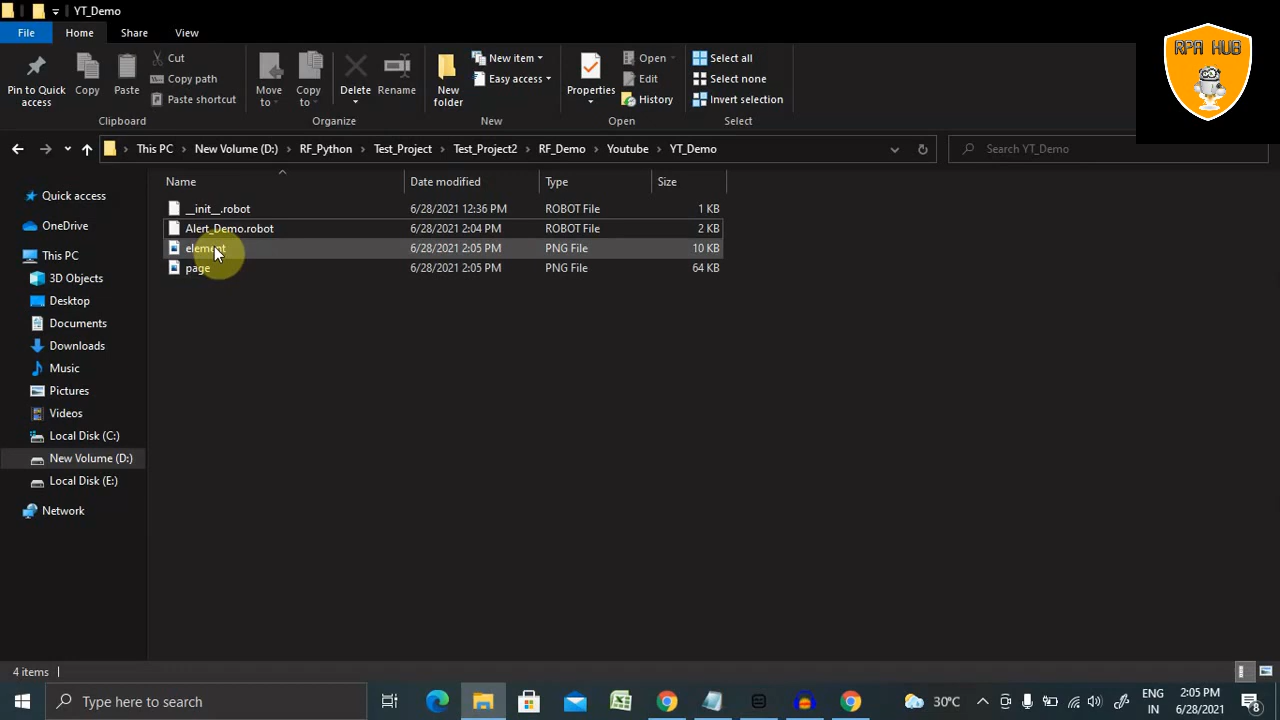 YT_Demo
File Home Share View
RPA HUB
Pin to Quick access
Copy
Paste
Cut
Copy path
Paste shortcut
Move to
Copy to
Delete
Rename
New folder
New item
Easy access
Properties
Open
Edit
History
Select all
Select none
Invert selection
Clipboard Organize New Open Select
This PC New Volume (D:) RF_Python Test_Project Test_Project2 RF_Demo Youtube YT_Demo
Search YT_Demo
Name Date modified Type Size
__init__.robot 6/28/2021 12:36 PM ROBOT File 1 KB
Alert_Demo.robot 6/28/2021 2:04 PM ROBOT File 2 KB
element 6/28/2021 2:05 PM PNG File 10 KB
page 6/28/2021 2:05 PM PNG File 64 KB
Quick access
OneDrive
This PC
3D Objects
Desktop
Documents
Downloads
Music
Pictures
Videos
Local Disk (C:)
New Volume (D:)
Local Disk (E:)
Network
4 items
Type here to search
30°C
ENG
IN
2:05 PM
6/28/2021
8